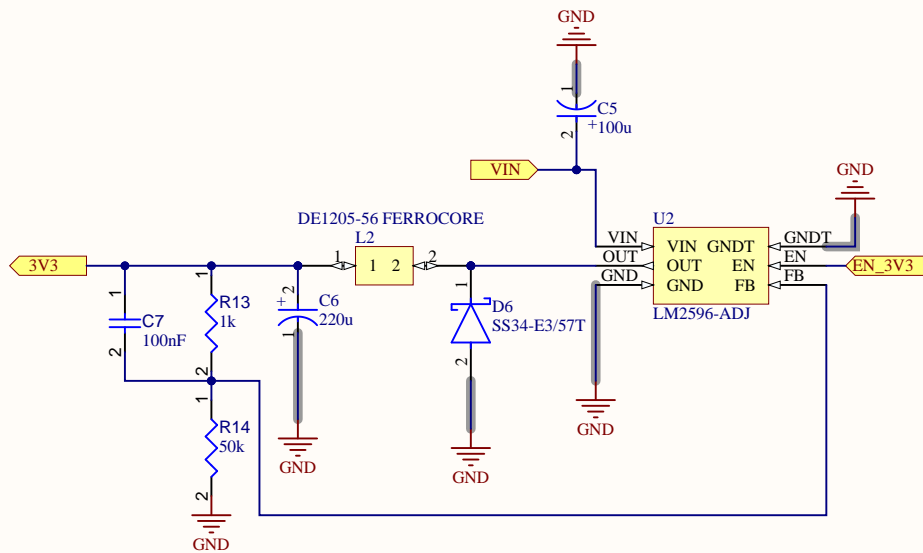 GND
1
C5
+100u
2
VIN
GND
DE1205-56 FERROCORE
L2
U2
VIN
VIN
GNDT
GNDT
3V3
1
1 2
2
OUT
OUT
EN
EN
EN_3V3
GND
GND
FB
FB
LM2596-ADJ
1
C7
100nF
2
1
R13
1k
2
+
2
C6
220u
1
1
D6
SS34-E3/57T
2
1
R14
50k
2
GND
GND
GND
GND